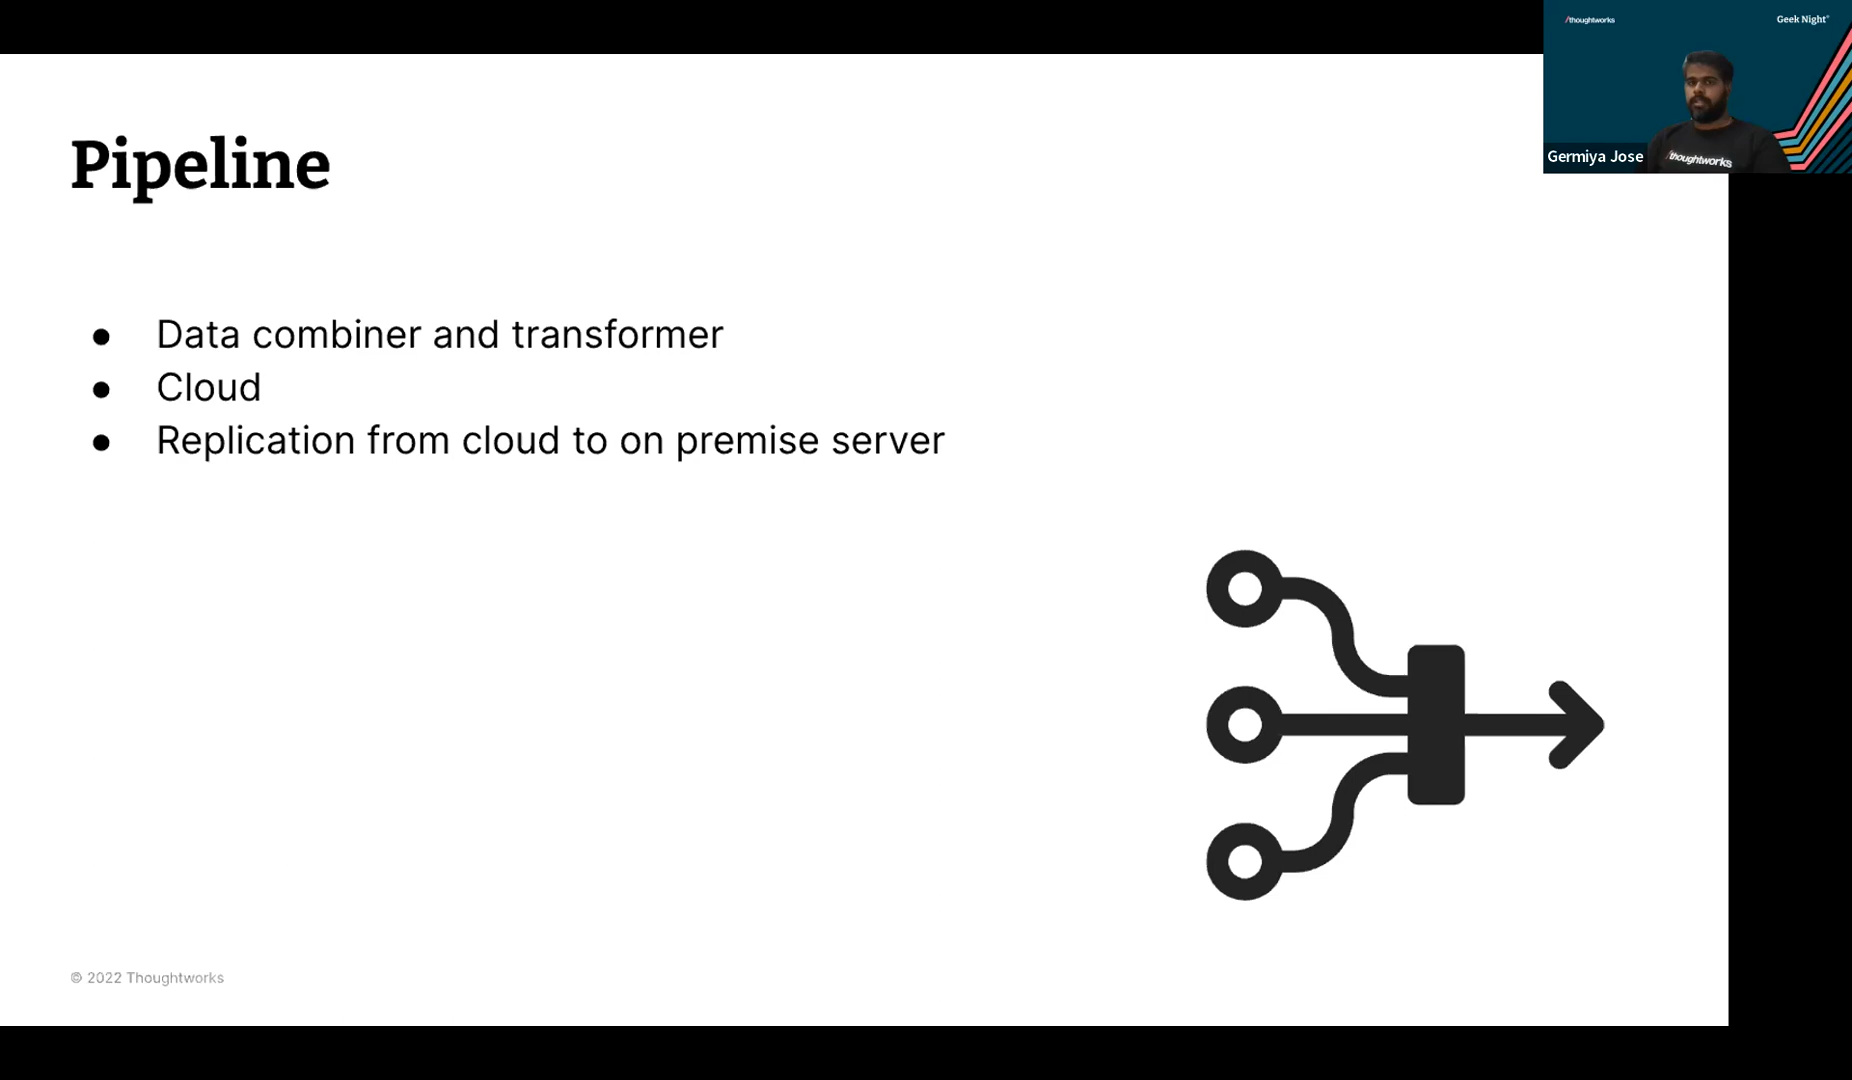 /thoughtworks
Geek Night®
/thoughtworks
Germiya Jose
Pipeline
● Data combiner and transformer
● Cloud
● Replication from cloud to on premise server
© 2022 Thoughtworks